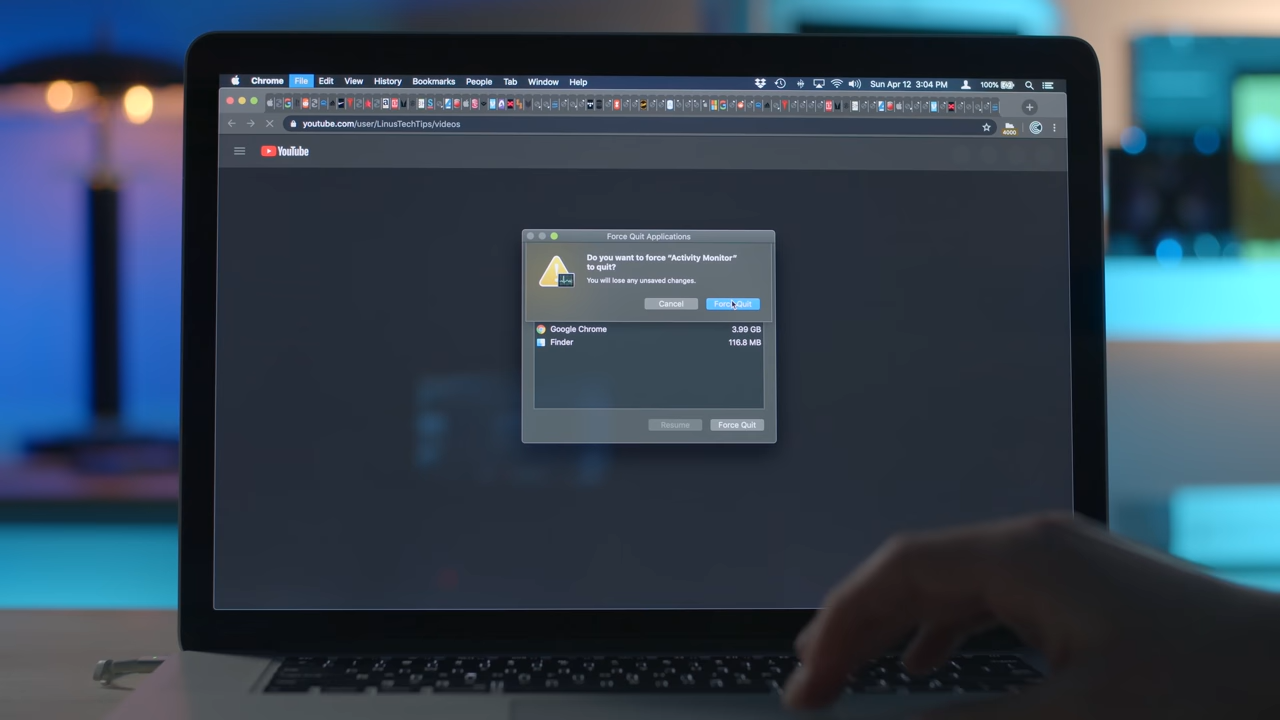 Chrome File Edit View History Bookmarks People Tab Window Help Sun Apr 12 3:04 PM 100%
youtube.com/user/LinusTechTips/videos
4000
YouTube
Force Quit Applications
Do you want to force “Activity Monitor”
to quit?
You will lose any unsaved changes.
Cancel Force Quit
Google Chrome 3.99 GB
Finder 116.8 MB
Resume Force Quit